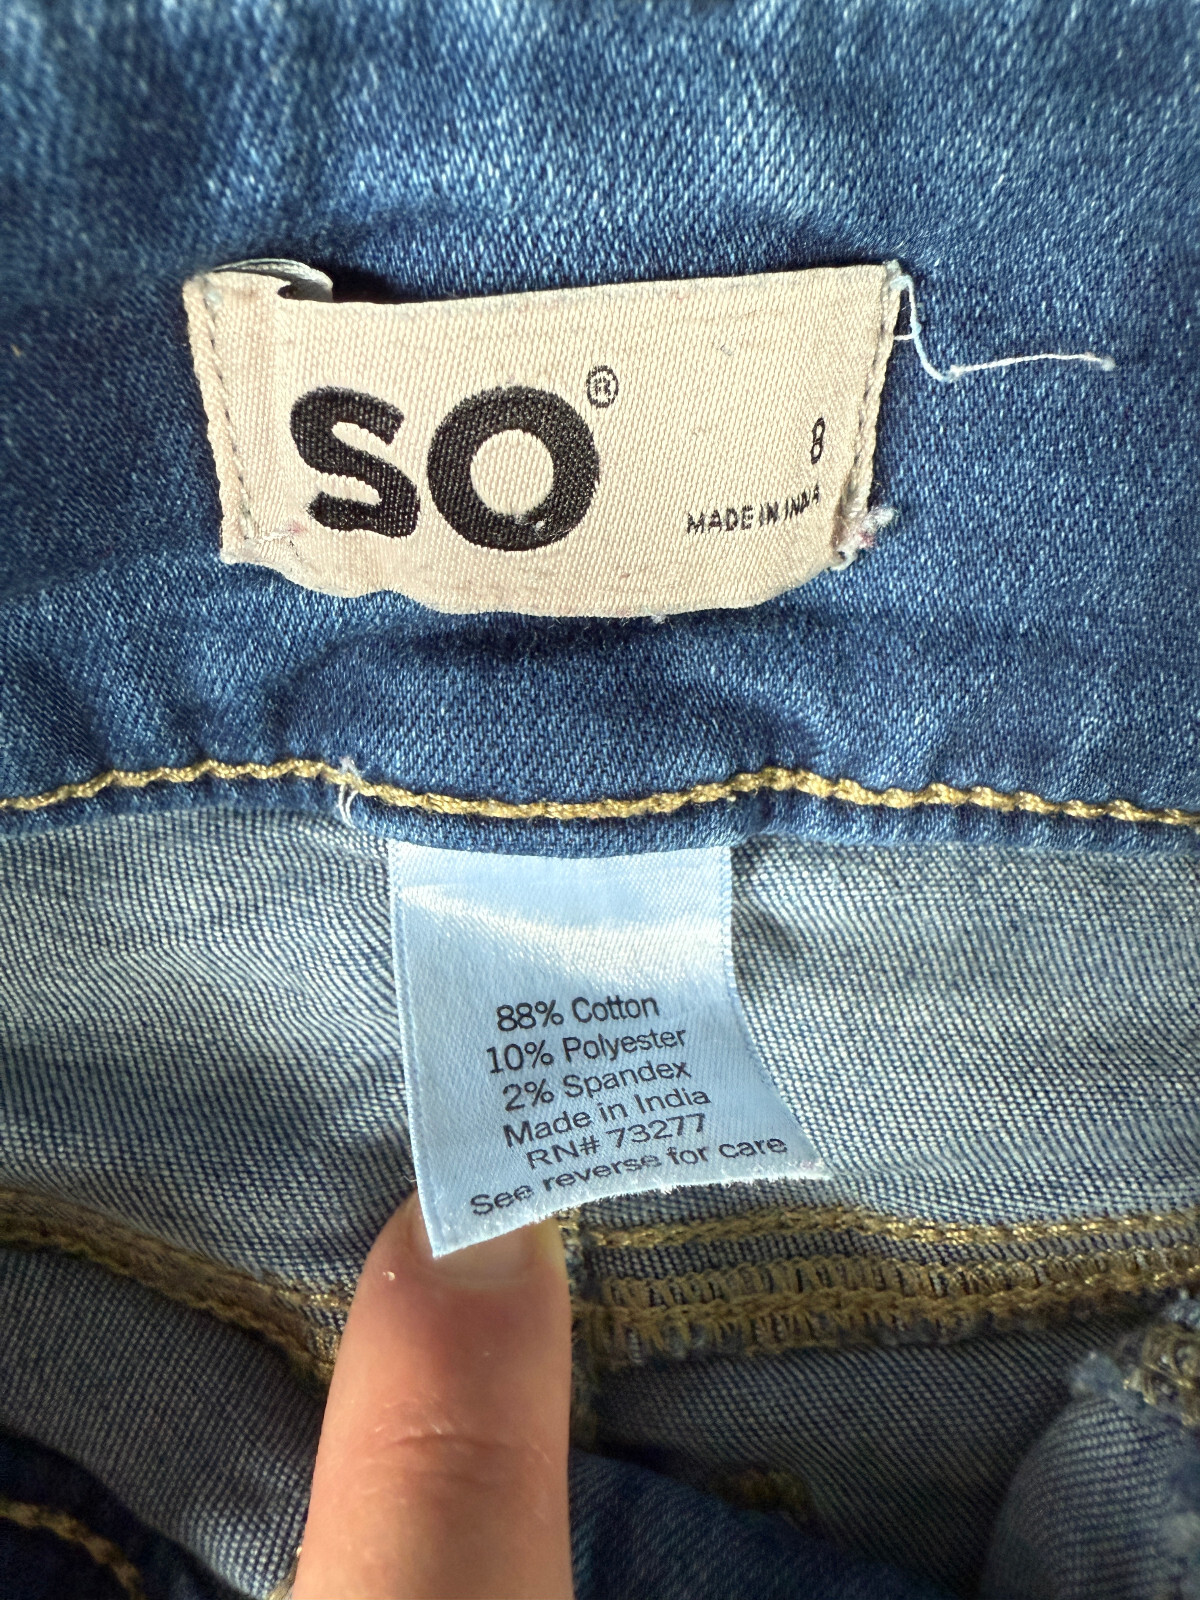 SO®
8
MADE IN INDIA
88% Cotton
10% Polyester
2% Spandex
Made in India
RN# 73277
See reverse for care